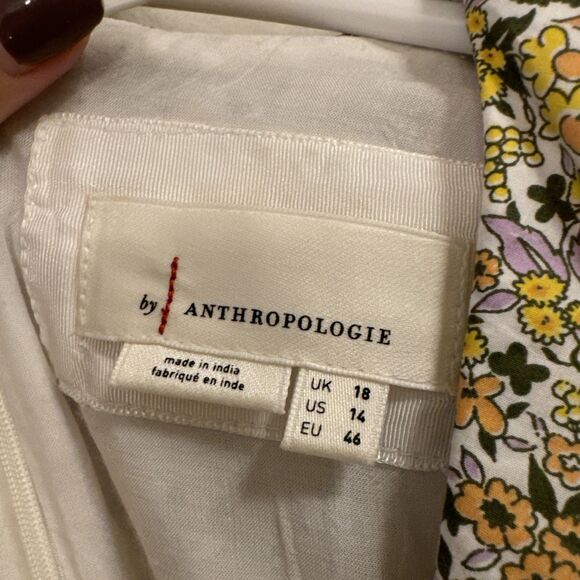 by ANTHROPOLOGIE
made in india
fabriqué en inde
UK 18
US 14
EU 46